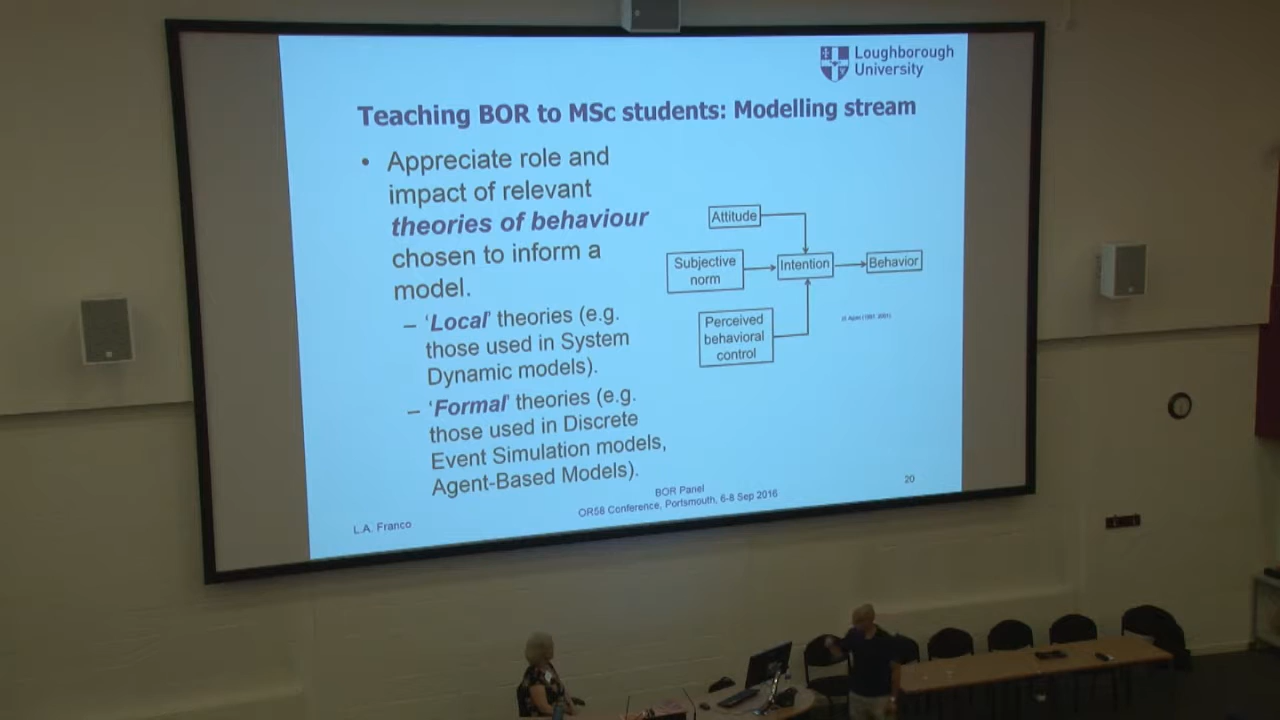 Loughborough
University
Teaching BOR to MSc students: Modelling stream
• Appreciate role and
impact of relevant
theories of behaviour
chosen to inform a
model.
– 'Local' theories (e.g.
those used in System
Dynamic models).
– 'Formal' theories (e.g.
those used in Discrete
Event Simulation models,
Agent-Based Models).
Attitude
Subjective
norm
Intention
Behavior
Perceived
behavioral
control
L.A. Franco
BOR Panel
OR58 Conference, Portsmouth, 6-8 Sep 2016
20